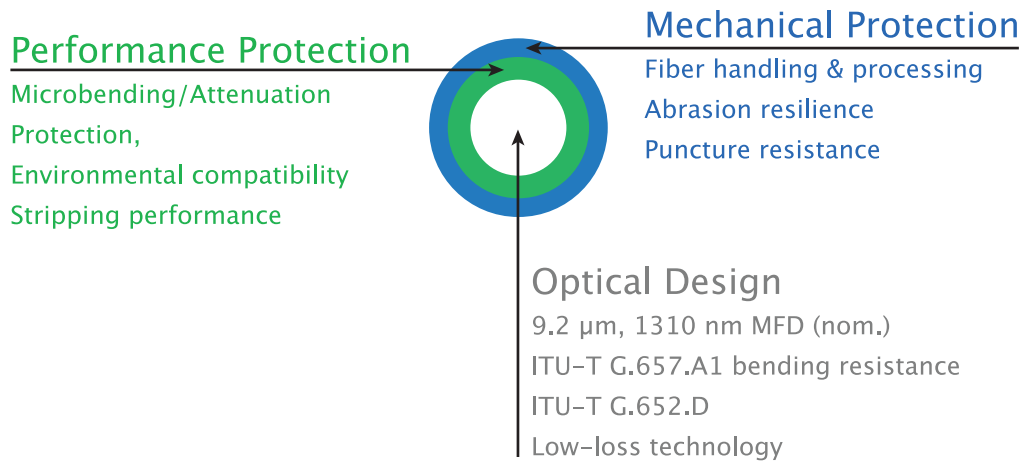 Performance Protection
Microbending/Attenuation
Protection,
Environmental compatibility
Stripping performance
Mechanical Protection
Fiber handling & processing
Abrasion resilience
Puncture resistance
Optical Design
9.2 µm, 1310 nm MFD (nom.)
ITU-T G.657.A1 bending resistance
ITU-T G.652.D
Low-loss technology